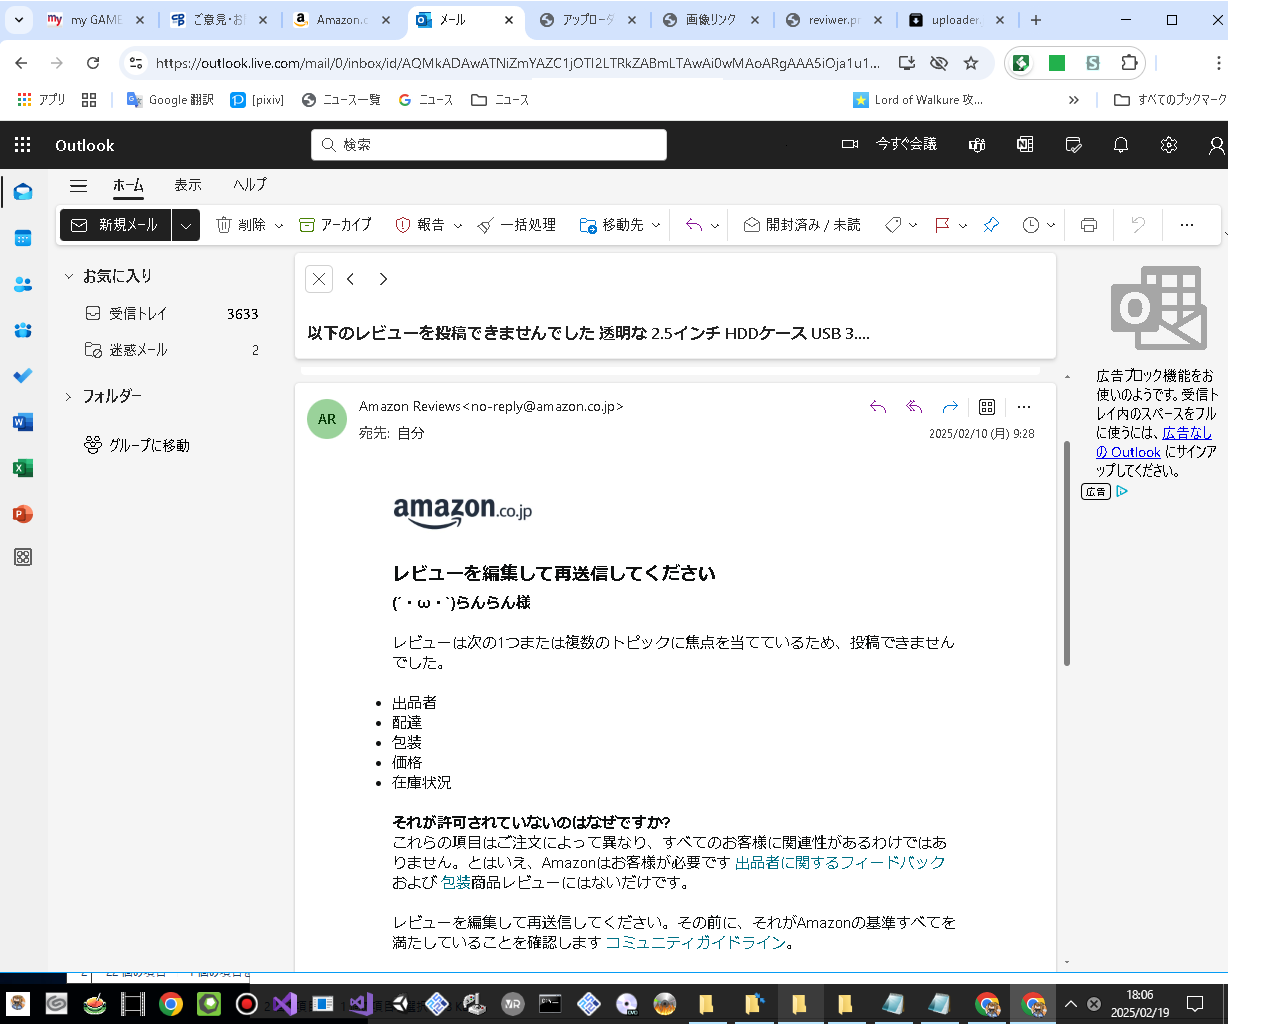 my GAME
ご意見・お
Amazon.c
メール
アップロータ
画像リンク
reviwer.pr
uploader.
https://outlook.live.com/mail/0/inbox/id/AQMkADAwATNiZmYAZC1jOTI2LTRkZABmLTAwAi0wMAoARgAAA5iOja1u1...
アプリ
Google 翻訳
[pixiv]
ニュース一覧
ニュース
ニュース
Lord of Walkure 攻...
すべてのブックマーク
Outlook
検索
今すぐ会議
ホーム
表示
ヘルプ
新規メール
削除
アーカイブ
報告
一括処理
移動先
開封済み / 未読
お気に入り
受信トレイ 3633
迷惑メール 2
フォルダー
グループに移動
以下のレビューを投稿できませんでした 透明な 2.5インチ HDDケース USB 3....
AR
Amazon Reviews<no-reply@amazon.co.jp>
宛先: 自分
2025/02/10 (月) 9:28
amazon.co.jp
レビューを編集して再送信してください
(´・ω・`)らんらん様
レビューは次の1つまたは複数のトピックに焦点を当てているため、投稿できません
でした。
• 出品者
• 配達
• 包装
• 価格
• 在庫状況
それが許可されていないのはなぜですか?
これらの項目はご注文によって異なり、すべてのお客様に関連性があるわけではあ
りません。とはいえ、Amazonはお客様が必要です 出品者に関するフィードバック
および 包装商品レビューにはないだけです。
レビューを編集して再送信してください。その前に、それがAmazonの基準すべてを
満たしていることを確認します コミュニティガイドライン。
広告ブロック機能をお
使いのようです。受信ト
レイ内のスペースをフル
に使うには、広告なし
の Outlook にサインア
ップしてください。
広告
18:06
2025/02/19